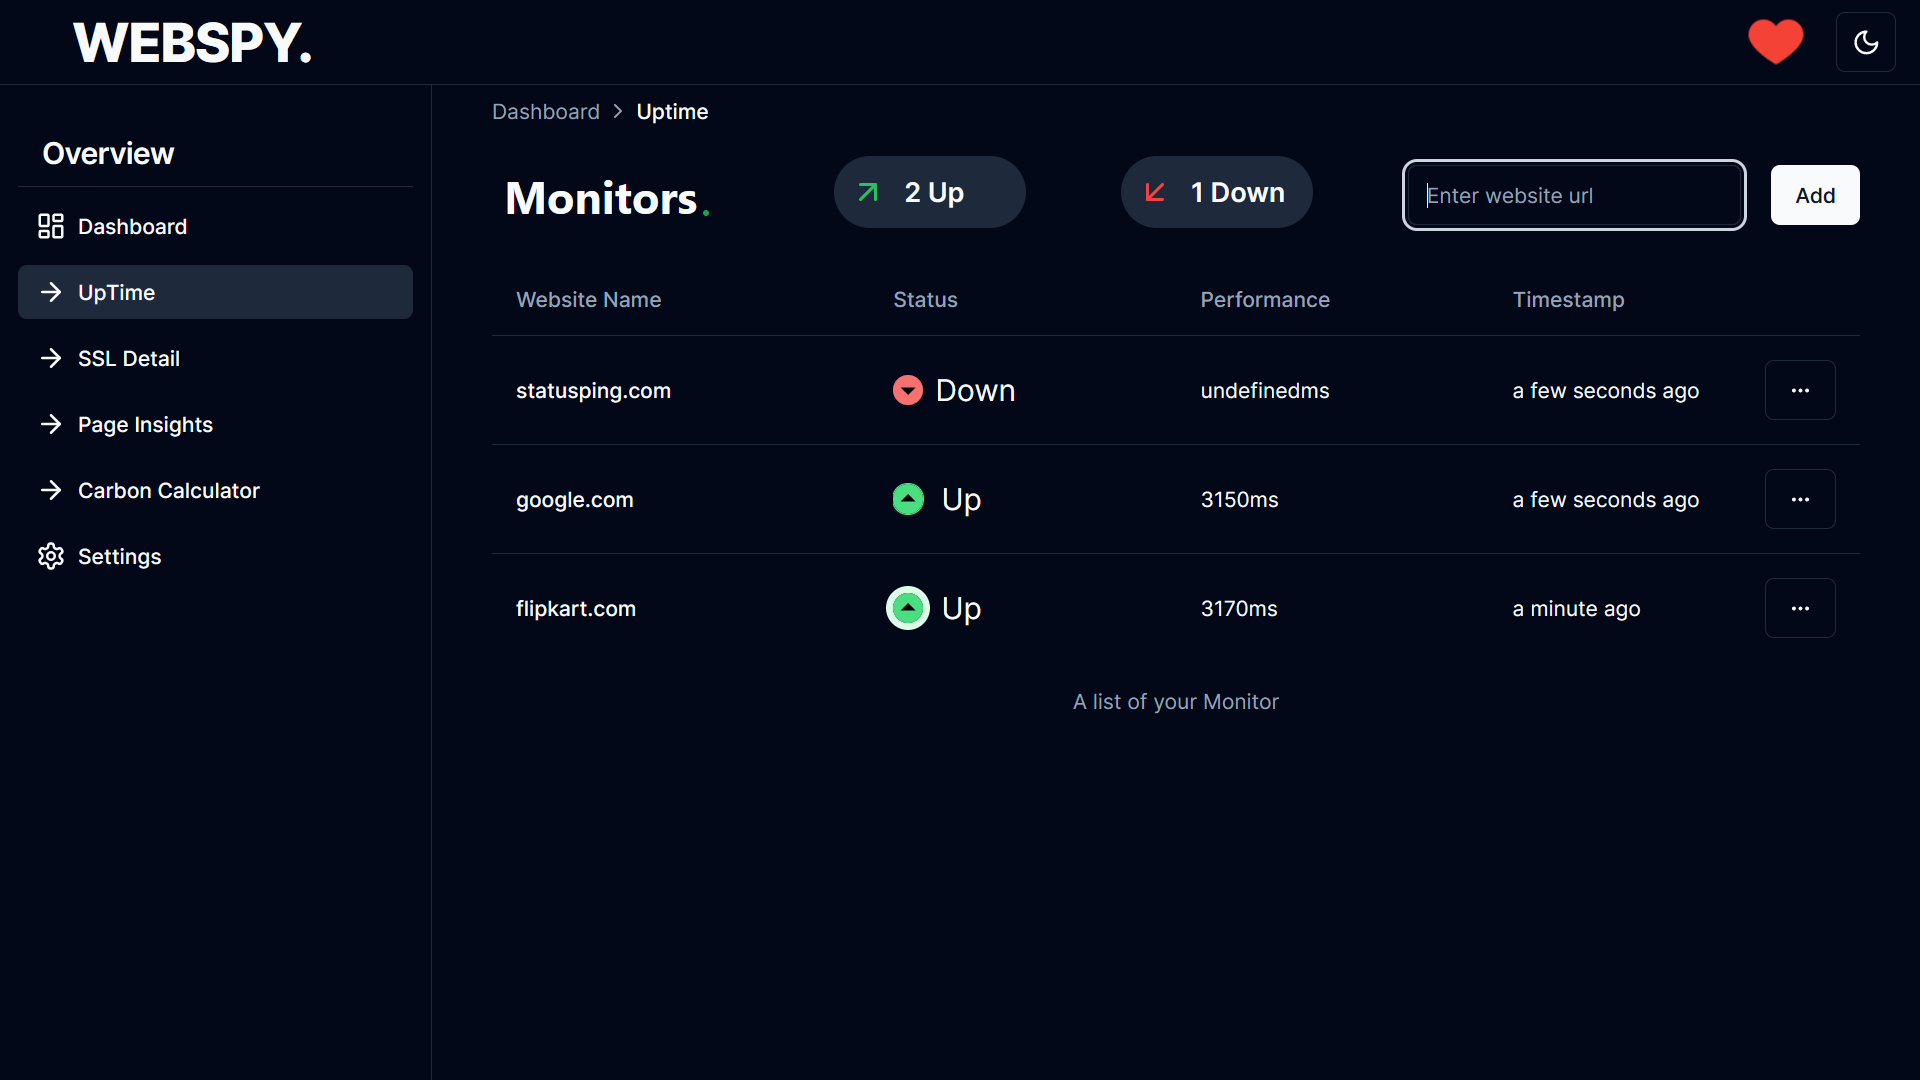 WEBSPY.
Overview
Dashboard
UpTime
SSL Detail
Page Insights
Carbon Calculator
Settings
Dashboard > Uptime
Monitors.
2 Up
1 Down
Enter website url
Add
Website Name Status Performance Timestamp
statusping.com Down undefinedms a few seconds ago
google.com Up 3150ms a few seconds ago
flipkart.com Up 3170ms a minute ago
A list of your Monitor